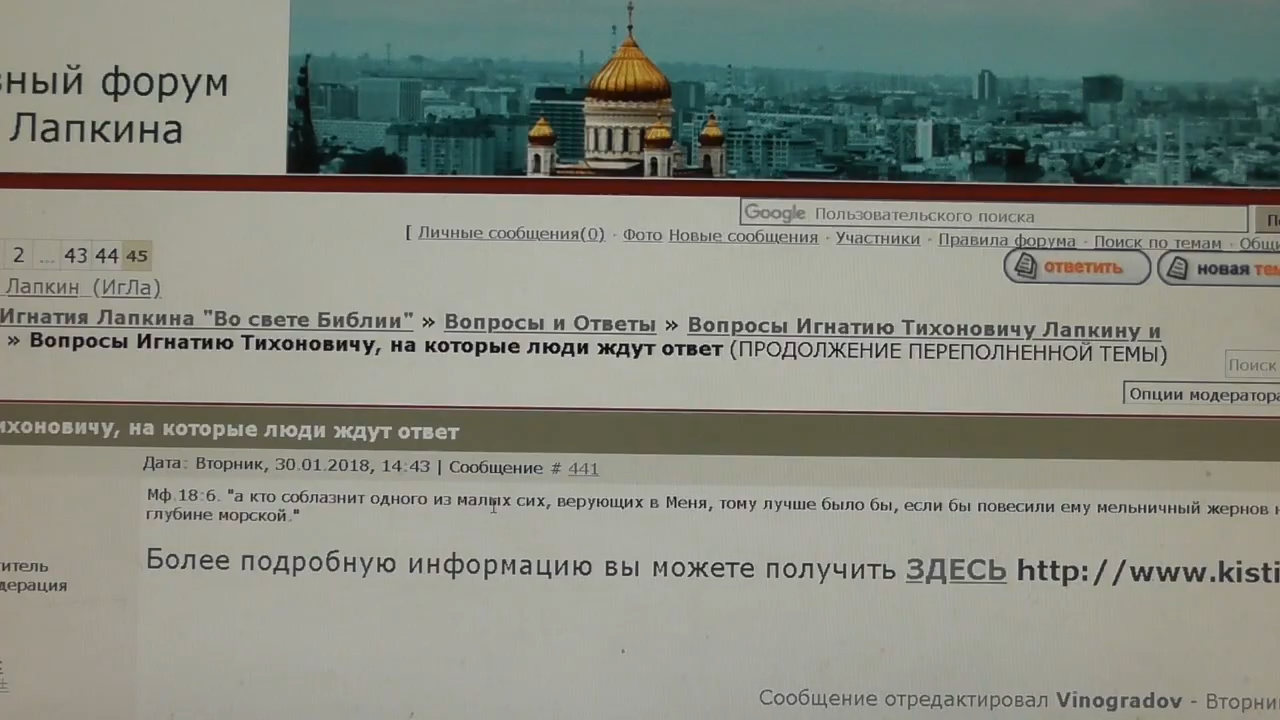 вный форум
Лапкина
Google Пользовательского поиска
[ Личные сообщения(0) · Фото Новые сообщения · Участники · Правила форума · Поиск по темам · Общи
2 ... 43 44 45
ответить
новая тем
Лапкин (ИгЛа)
Игнатия Лапкина "Во свете Библии" » Вопросы и Ответы » Вопросы Игнатию Тихоновичу Лапкину и
» Вопросы Игнатию Тихоновичу, на которые люди ждут ответ (ПРОДОЛЖЕНИЕ ПЕРЕПОЛНЕННОЙ ТЕМЫ)
Поиск
Опции модератора
ихоновичу, на которые люди ждут ответ
Дата: Вторник, 30.01.2018, 14:43 | Сообщение # 441
Мф.18:6. "а кто соблазнит одного из малых сих, верующих в Меня, тому лучше было бы, если бы повесили ему мельничный жернов н
глубине морской."
итель
дерация
Более подробную информацию вы можете получить ЗДЕСЬ http://www.kisti
Сообщение отредактировал Vinogradov - Вторни